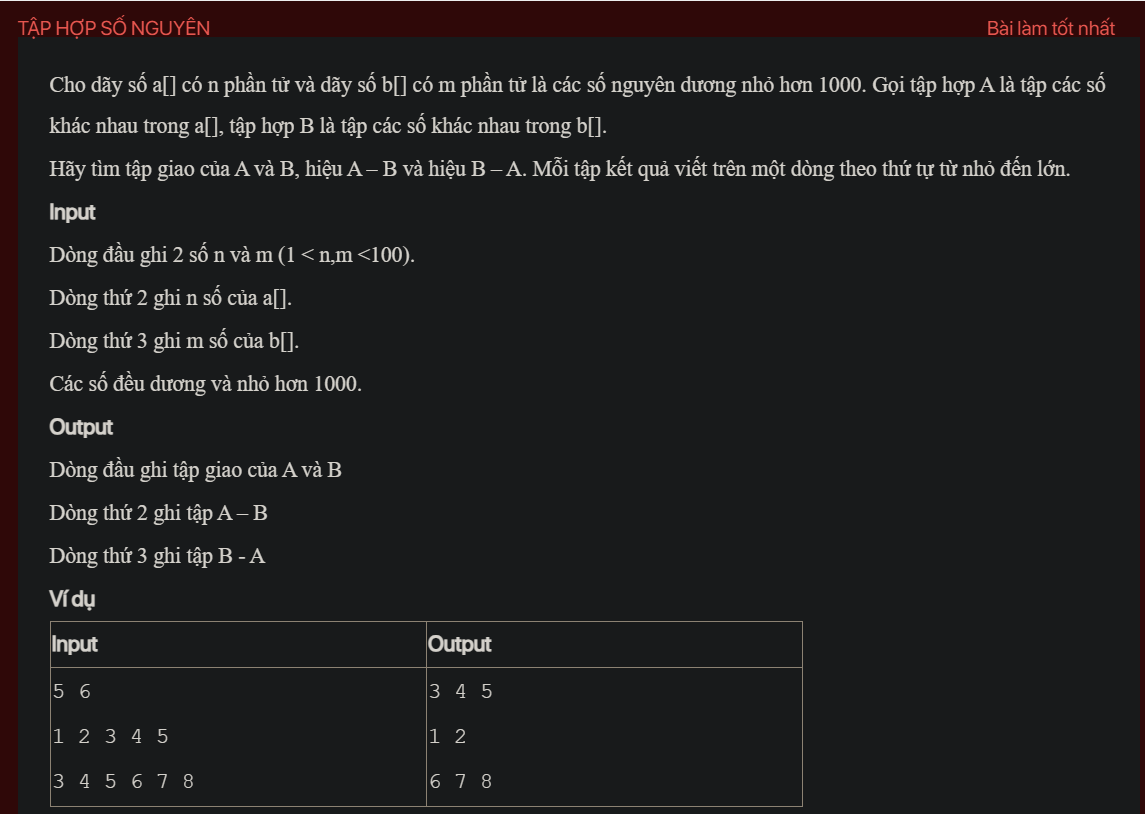 TẬP HỢP SỐ NGUYÊN
Bài làm tốt nhất
Cho dãy số a[] có n phần tử và dãy số b[] có m phần tử là các số nguyên dương nhỏ hơn 1000. Gọi tập hợp A là tập các số
khác nhau trong a[], tập hợp B là tập các số khác nhau trong b[].
Hãy tìm tập giao của A và B, hiệu A – B và hiệu B – A. Mỗi tập kết quả viết trên một dòng theo thứ tự từ nhỏ đến lớn.
Input
Dòng đầu ghi 2 số n và m (1 < n,m <100).
Dòng thứ 2 ghi n số của a[].
Dòng thứ 3 ghi m số của b[].
Các số đều dương và nhỏ hơn 1000.
Output
Dòng đầu ghi tập giao của A và B
Dòng thứ 2 ghi tập A – B
Dòng thứ 3 ghi tập B - A
Ví dụ
Input
Output
5 6
1 2 3 4 5
3 4 5 6 7 8
3 4 5
1 2
6 7 8